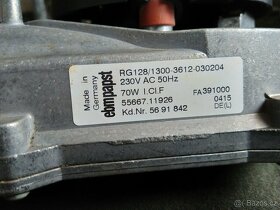 Made in
Germany
ebmpapst
RG128/1300-3612-030204
230V AC 50Hz
70W I.Cl.F
FA391000
55667.11926
0415
Kd.Nr. 56 91 842
DE(L)
sbazos.cz